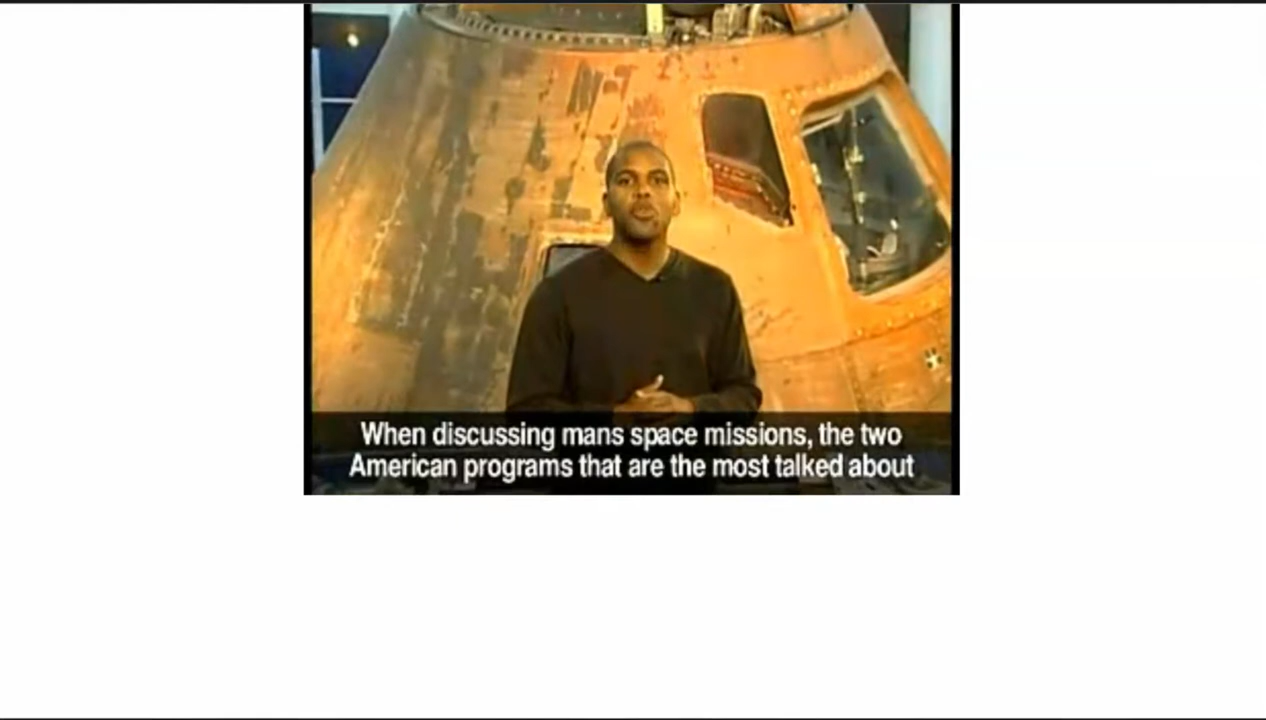 When discussing mans space missions, the two
American programs that are the most talked about